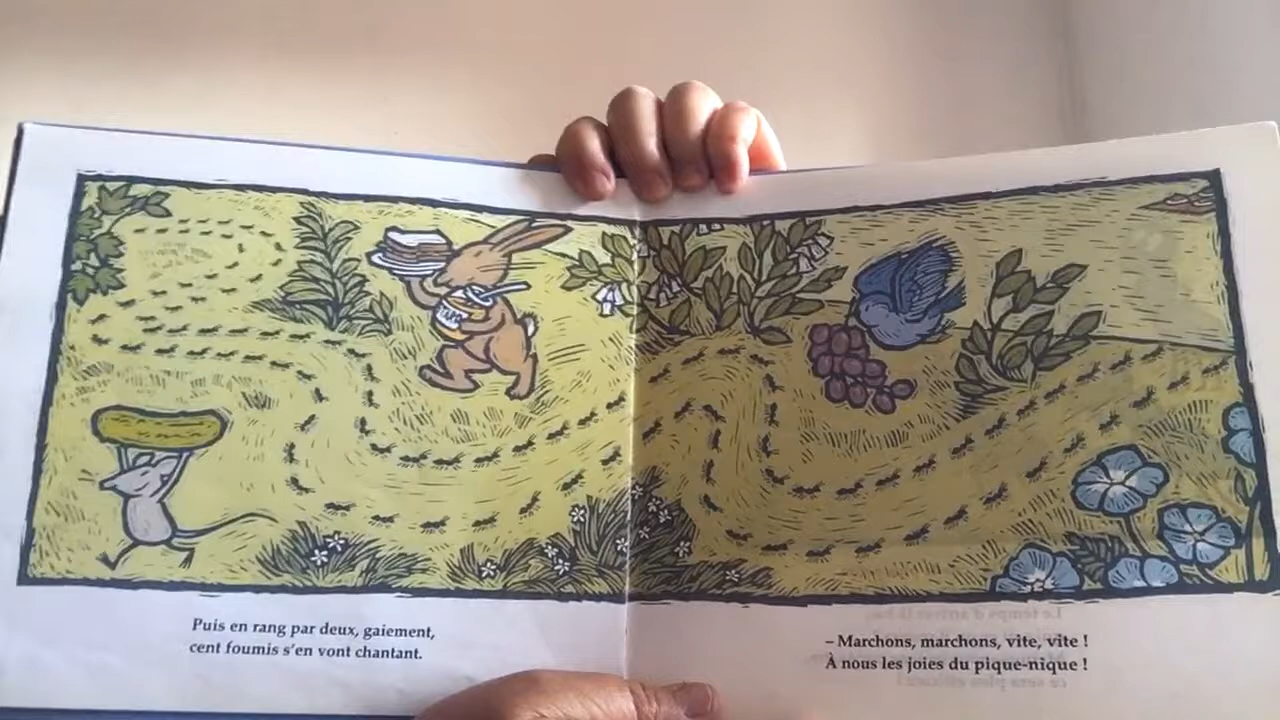 Puis en rang par deux, gaiement,
cent foumis s'en vont chantant.
– Marchons, marchons, vite, vite !
À nous les joies du pique-nique !